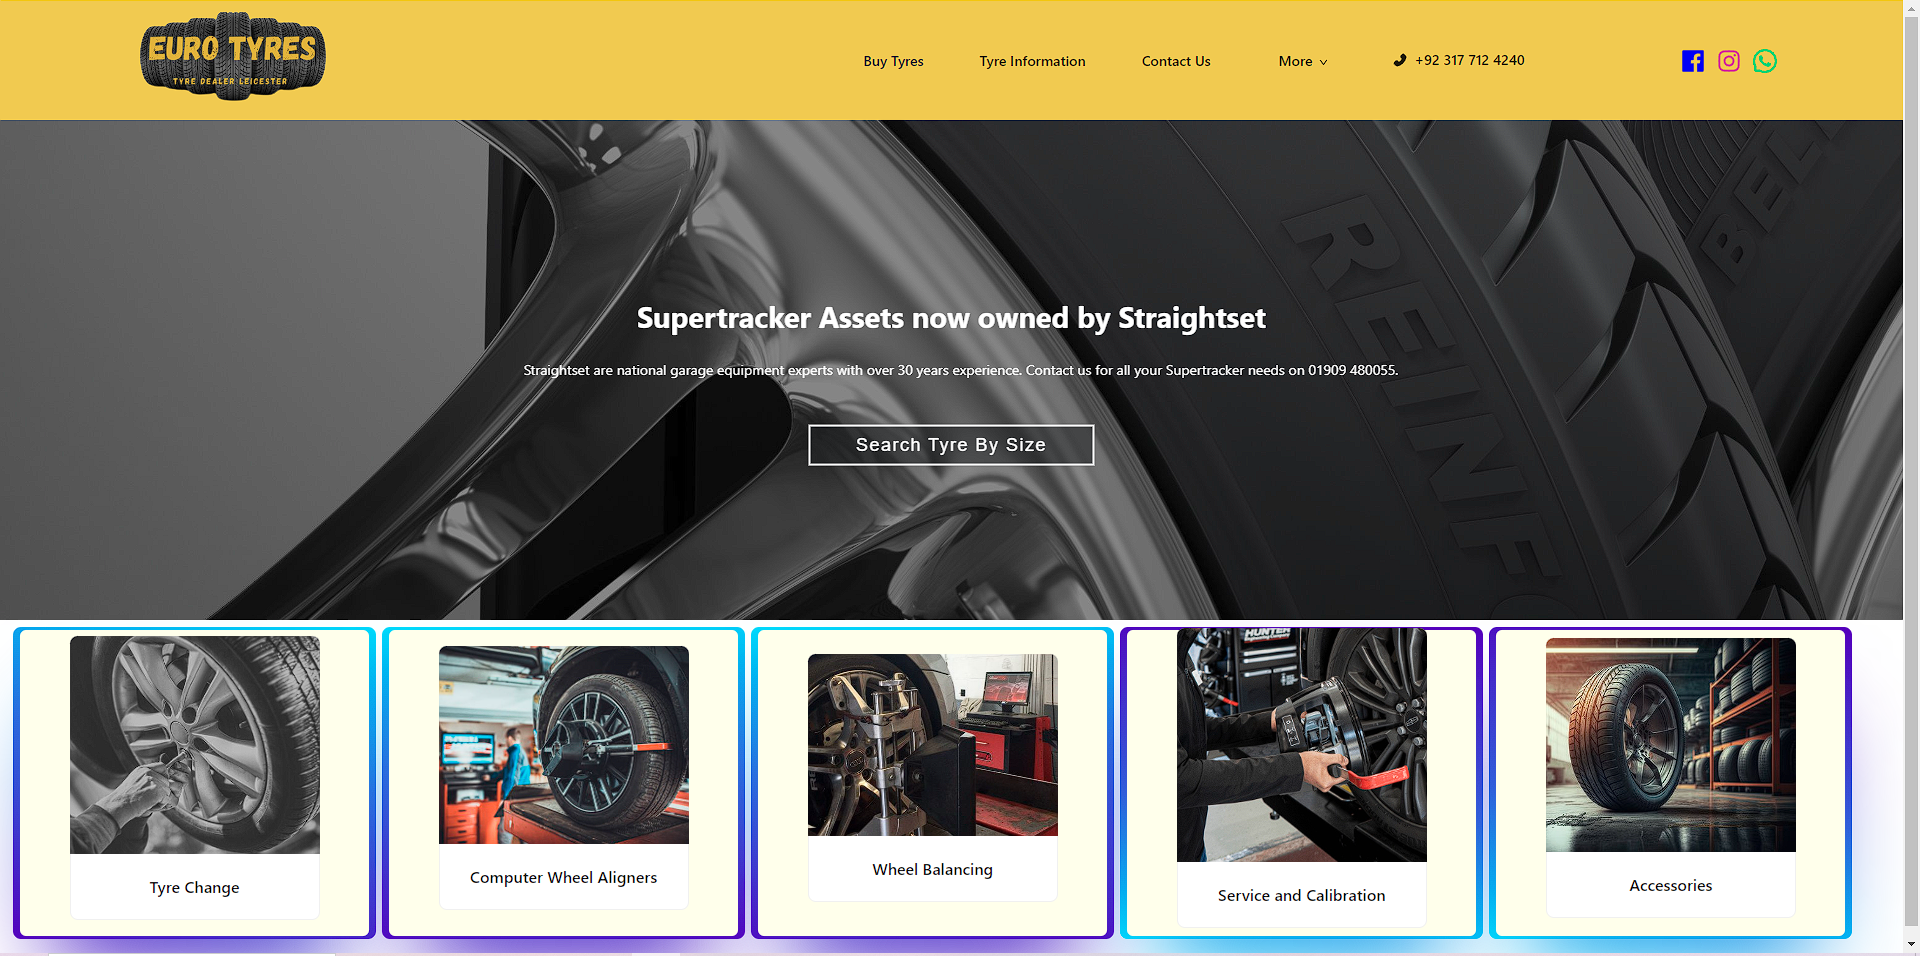 EURO TYRES
TYRE DEALER LEICESTER
Buy Tyres
Tyre Information
Contact Us
More
+92 317 712 4240
REINFO
BEL
Supertracker Assets now owned by Straightset
Straightset are national garage equipment experts with over 30 years experience. Contact us for all your Supertracker needs on 01909 480055.
Search Tyre By Size
HUNTER
Tyre Change
Computer Wheel Aligners
Wheel Balancing
Service and Calibration
Accessories